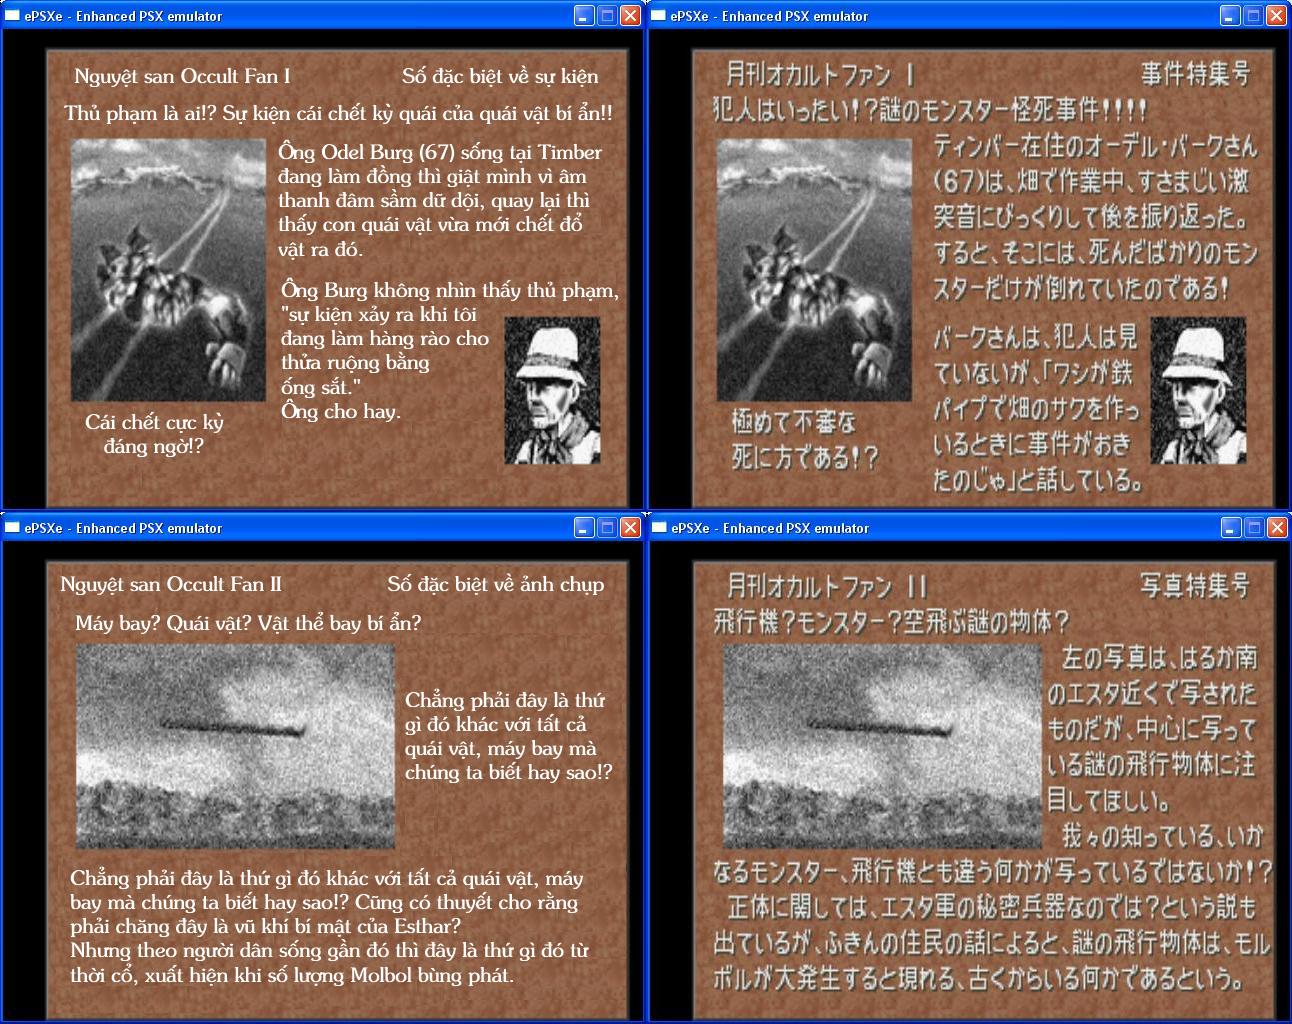 ePSXe - Enhanced PSX emulator
Nguyệt san Occult Fan I
Số đặc biệt về sự kiện
Thủ phạm là ai!? Sự kiện cái chết kỳ quái của quái vật bí ẩn!!
Ông Odel Burg (67) sống tại Timber
đang làm đồng thì giật mình vì âm
thanh đâm sầm dữ dội, quay lại thì
thấy con quái vật vừa mới chết đổ
vật ra đó.
Ông Burg không nhìn thấy thủ phạm,
"sự kiện xảy ra khi tôi
đang làm hàng rào cho
thửa ruộng bằng
ống sắt."
Ông cho hay.
Cái chết cực kỳ
đáng ngờ!?
ePSXe - Enhanced PSX emulator
月刊オカルトファン I
事件特集号
犯人はいったい!?謎のモンスター怪死事件!!!!
ティンバー在住のオーデル・バークさん
(67)は、畑で作業中、すさまじい激
突音にびっくりして後を振り返った。
すると、そこには、死んだばかりのモン
スターだけが倒れていたのである!
バークさんは、犯人は見
ていないが、「ワシが鉄
パイプで畑のサクを作っ
いるときに事件がおき
たのじゃ」と話している。
極めて不審な
死に方である!?
ePSXe - Enhanced PSX emulator
Nguyệt san Occult Fan II
Số đặc biệt về ảnh chụp
Máy bay? Quái vật? Vật thể bay bí ẩn?
Chẳng phải đây là thứ
gì đó khác với tất cả
quái vật, máy bay mà
chúng ta biết hay sao!?
Chẳng phải đây là thứ gì đó khác với tất cả quái vật, máy
bay mà chúng ta biết hay sao!? Cũng có thuyết cho rằng
phải chăng đây là vũ khí bí mật của Esthar?
Nhưng theo người dân sống gần đó thì đây là thứ gì đó từ
thời cổ, xuất hiện khi số lượng Molbol bùng phát.
ePSXe - Enhanced PSX emulator
月刊オカルトファン II
写真特集号
飛行機?モンスター?空飛ぶ謎の物体?
左の写真は、はるか南
のエスタ近くで写された
ものだが、中心に写って
いる謎の飛行物体に注
目してほしい。
我々の知っている、いか
なるモンスター、飛行機とも違う何かが写っているではないか!?
正体に関しては、エスタ軍の秘密兵器なのでは?という説も
出ているが、ふきんの住民の話によると、謎の飛行物体は、モル
ボルが大発生すると現れる、古くからいる何かであるという。